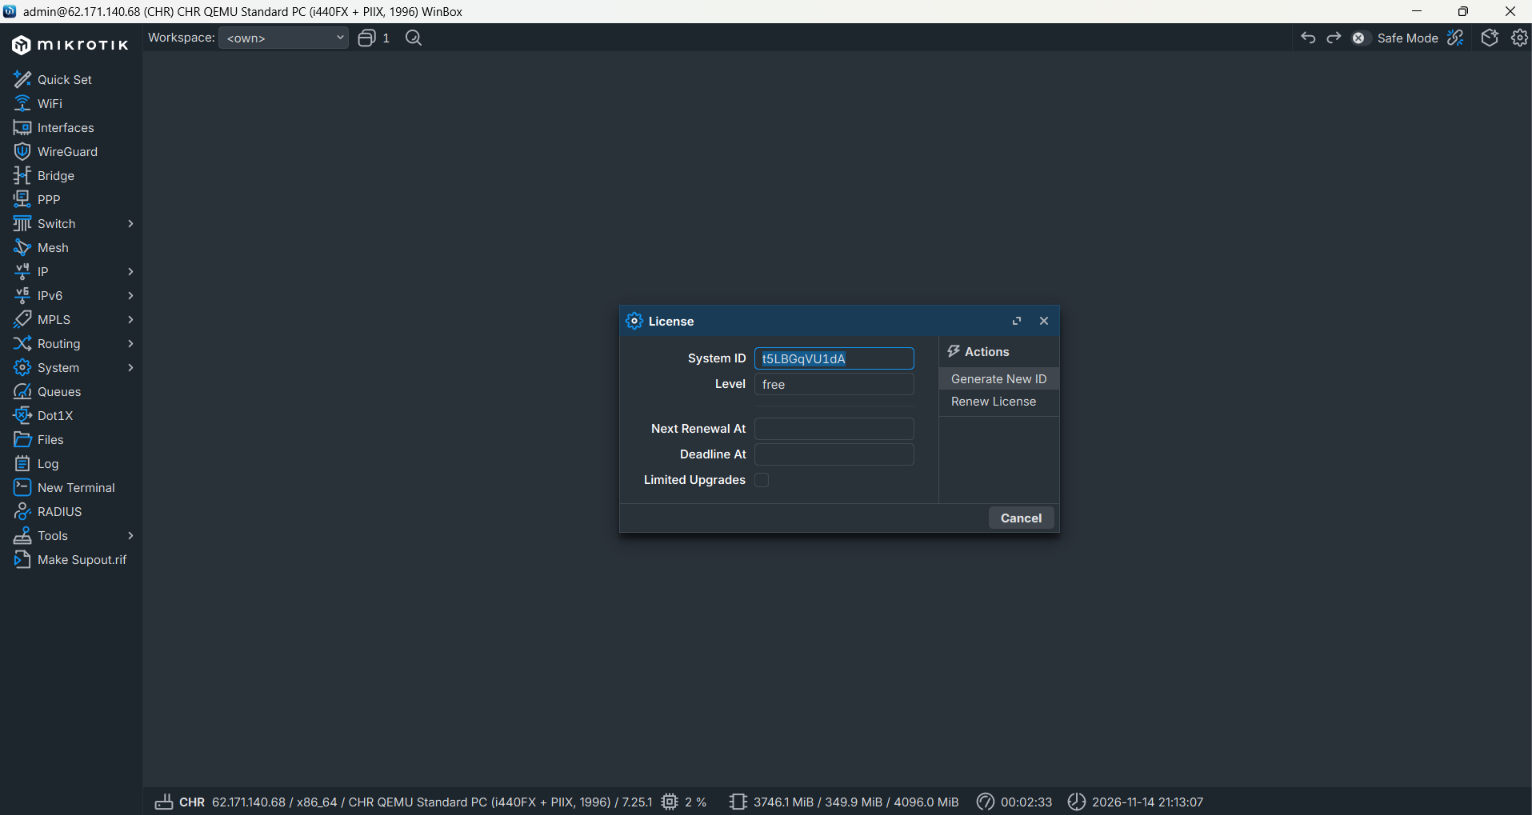 admin@62.171.140.68 (CHR) CHR QEMU Standard PC (i440FX + PIIX, 1996) WinBox
MIKROTIK
Workspace: <own> 1 Safe Mode
Quick Set
WiFi
Interfaces
WireGuard
Bridge
PPP
Switch
Mesh
v4 IP
v6 IPv6
MPLS
Routing
System
Queues
Dot1X
Files
Log
New Terminal
RADIUS
Tools
Make Supout.rif
License
System ID t5LBGqVU1dA
Level free
Next Renewal At
Deadline At
Limited Upgrades
Actions
Generate New ID
Renew License
Cancel
CHR 62.171.140.68 / x86_64 / CHR QEMU Standard PC (i440FX + PIIX, 1996) / 7.25.1 2 % 3746.1 MiB / 349.9 MiB / 4096.0 MiB 00:02:33 2026-11-14 21:13:07